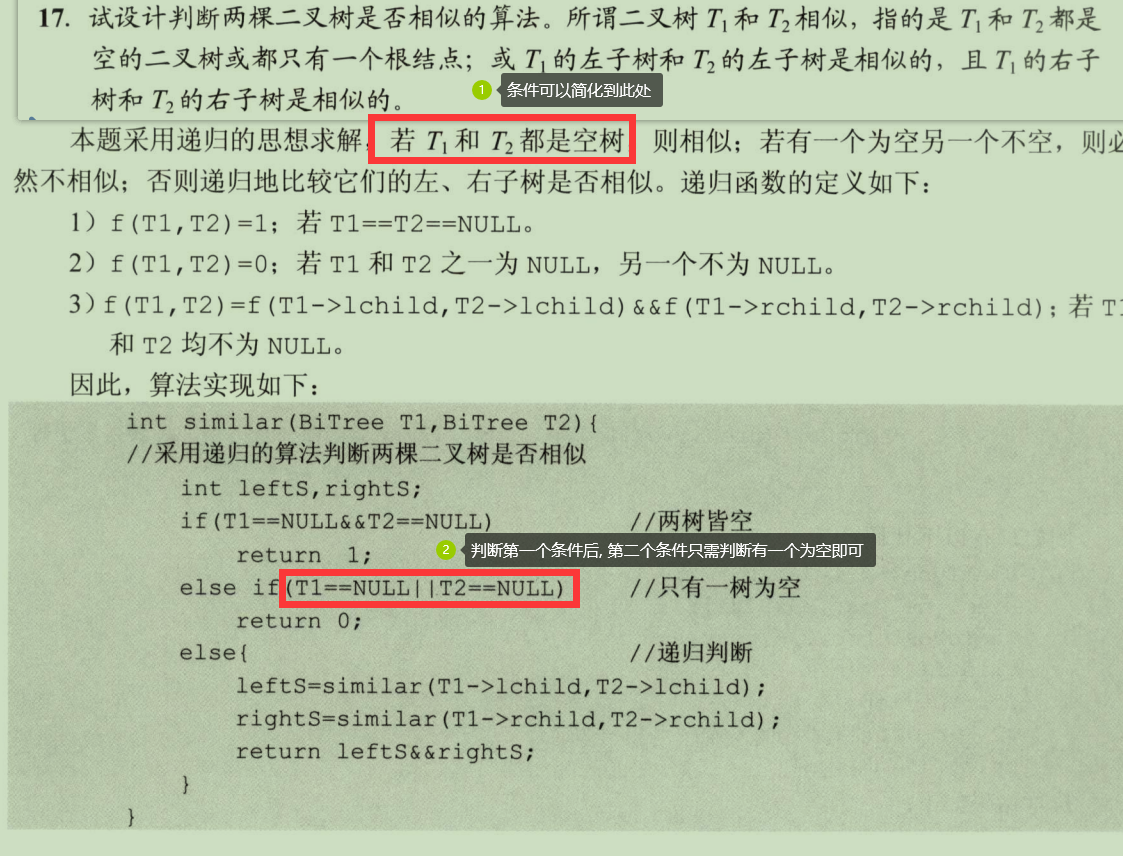 17. 试设计判断两棵二叉树是否相似的算法。所谓二叉树 T1 和 T2 相似，指的是 T1 和 T2 都是
空的二叉树或都只有一个根结点；或 T1 的左子树和 T2 的左子树是相似的，且 T1 的右子
树和 T2 的右子树是相似的。
1 条件可以简化到此处
本题采用递归的思想求解，若 T1 和 T2 都是空树 则相似；若有一个为空另一个不空，则必
然不相似；否则递归地比较它们的左、右子树是否相似。递归函数的定义如下：
1）f(T1,T2)=1；若 T1==T2==NULL。
2）f(T1,T2)=0；若 T1 和 T2 之一为 NULL，另一个不为 NULL。
3）f(T1,T2)=f(T1->lchild,T2->lchild)&&f(T1->rchild,T2->rchild)；若 T1
和 T2 均不为 NULL。
因此，算法实现如下：
int similar(BiTree T1,BiTree T2){
//采用递归的算法判断两棵二叉树是否相似
int leftS,rightS;
if(T1==NULL&&T2==NULL) //两树皆空
return 1;
2 判断第一个条件后, 第二个条件只需判断有一个为空即可
else if(T1==NULL||T2==NULL) //只有一树为空
return 0;
else{ //递归判断
leftS=similar(T1->lchild,T2->lchild);
rightS=similar(T1->rchild,T2->rchild);
return leftS&&rightS;
}
}